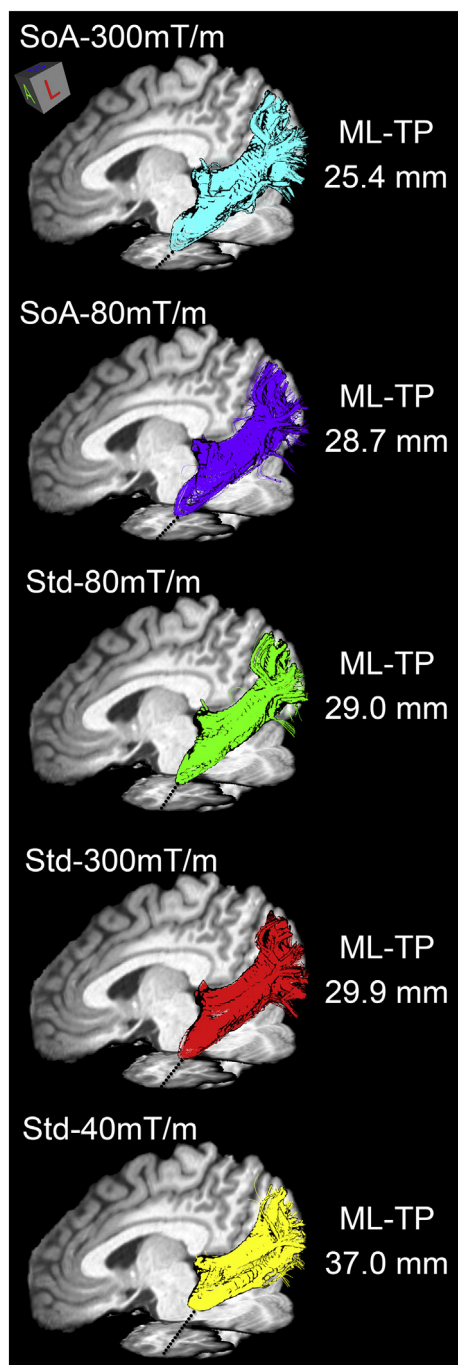 SoA-300mT/m
A
L
ML-TP
25.4 mm
SoA-80mT/m
ML-TP
28.7 mm
Std-80mT/m
ML-TP
29.0 mm
Std-300mT/m
ML-TP
29.9 mm
Std-40mT/m
ML-TP
37.0 mm